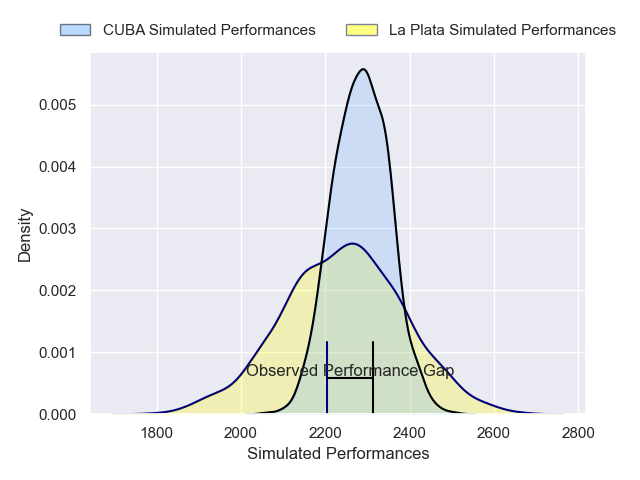 CUBA Simulated Performances
La Plata Simulated Performances
0.005
0.004
0.003
0.002
0.001
0.000
Density
Observed Performance Gap
1800
2000
2200
2400
2600
2800
Simulated Performances